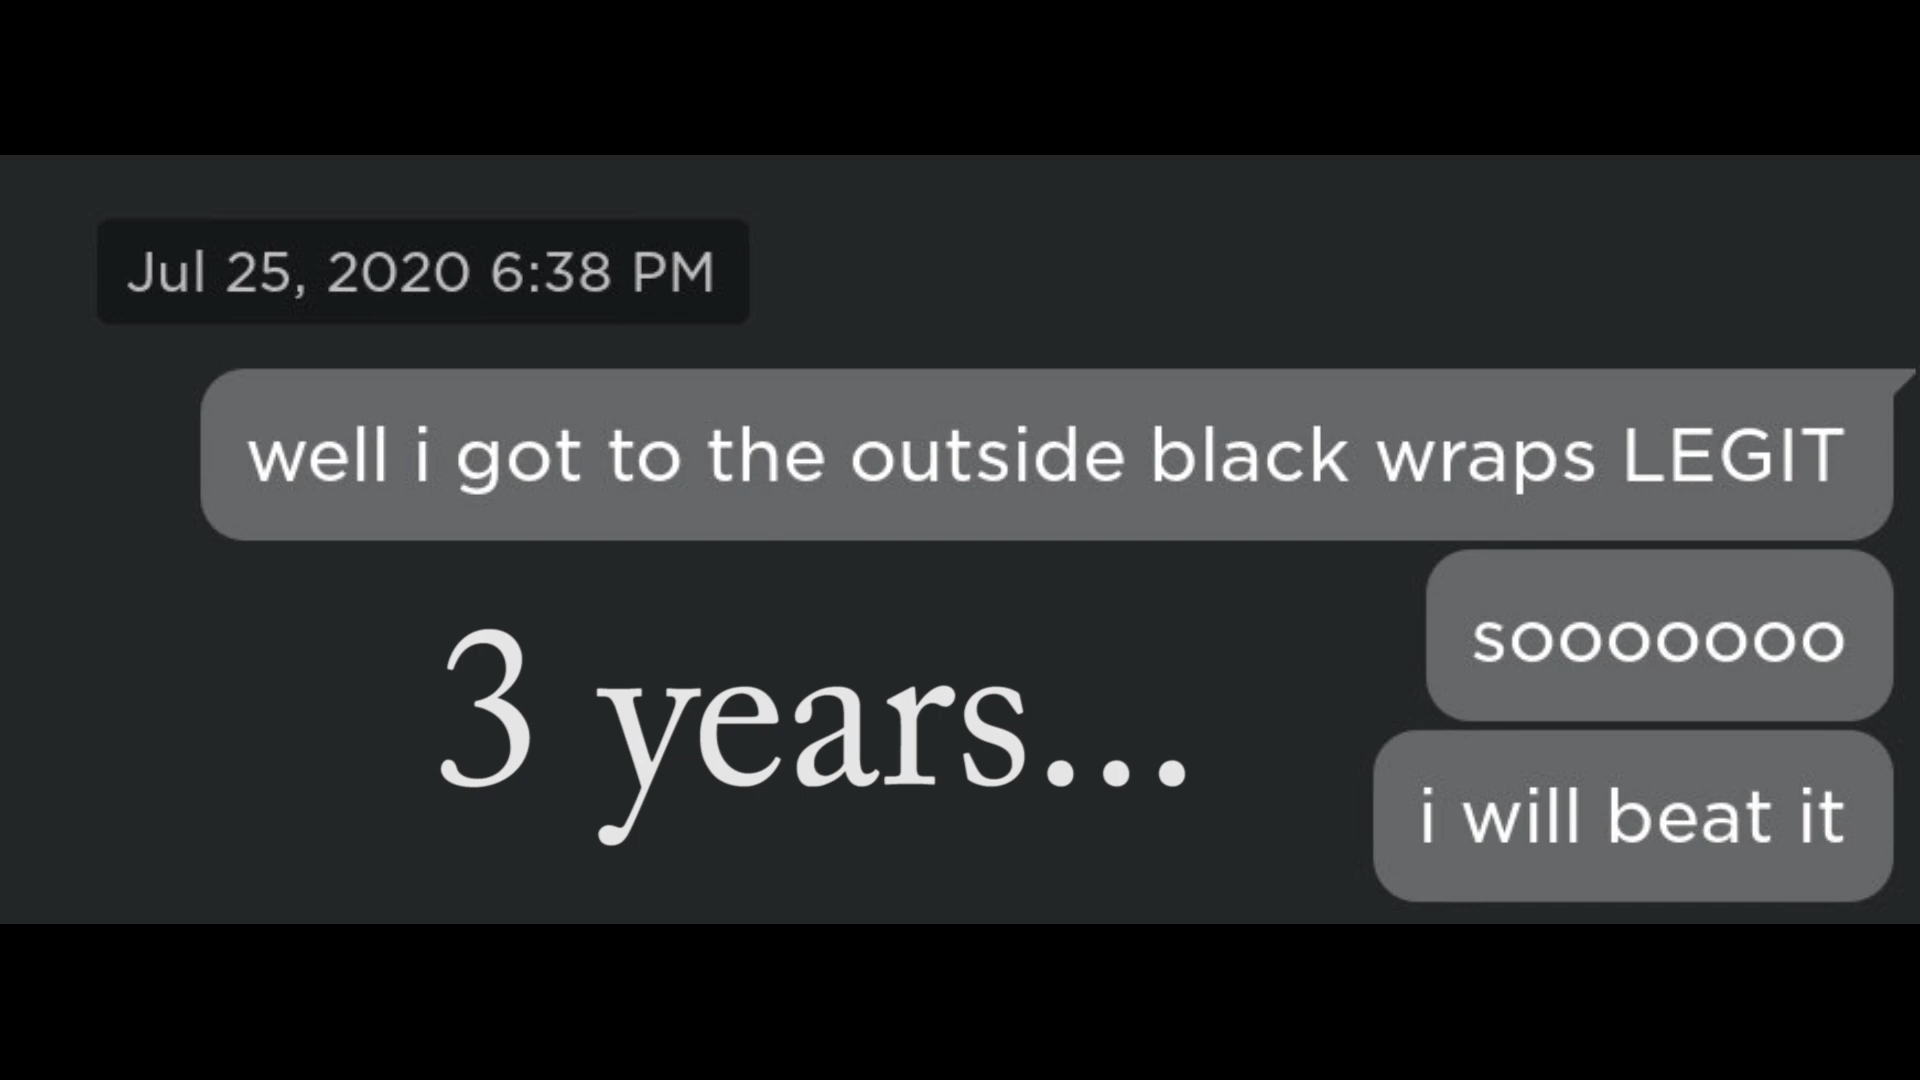 Jul 25, 2020 6:38 PM
well i got to the outside black wraps LEGIT
sooooooo
3 years...
i will beat it